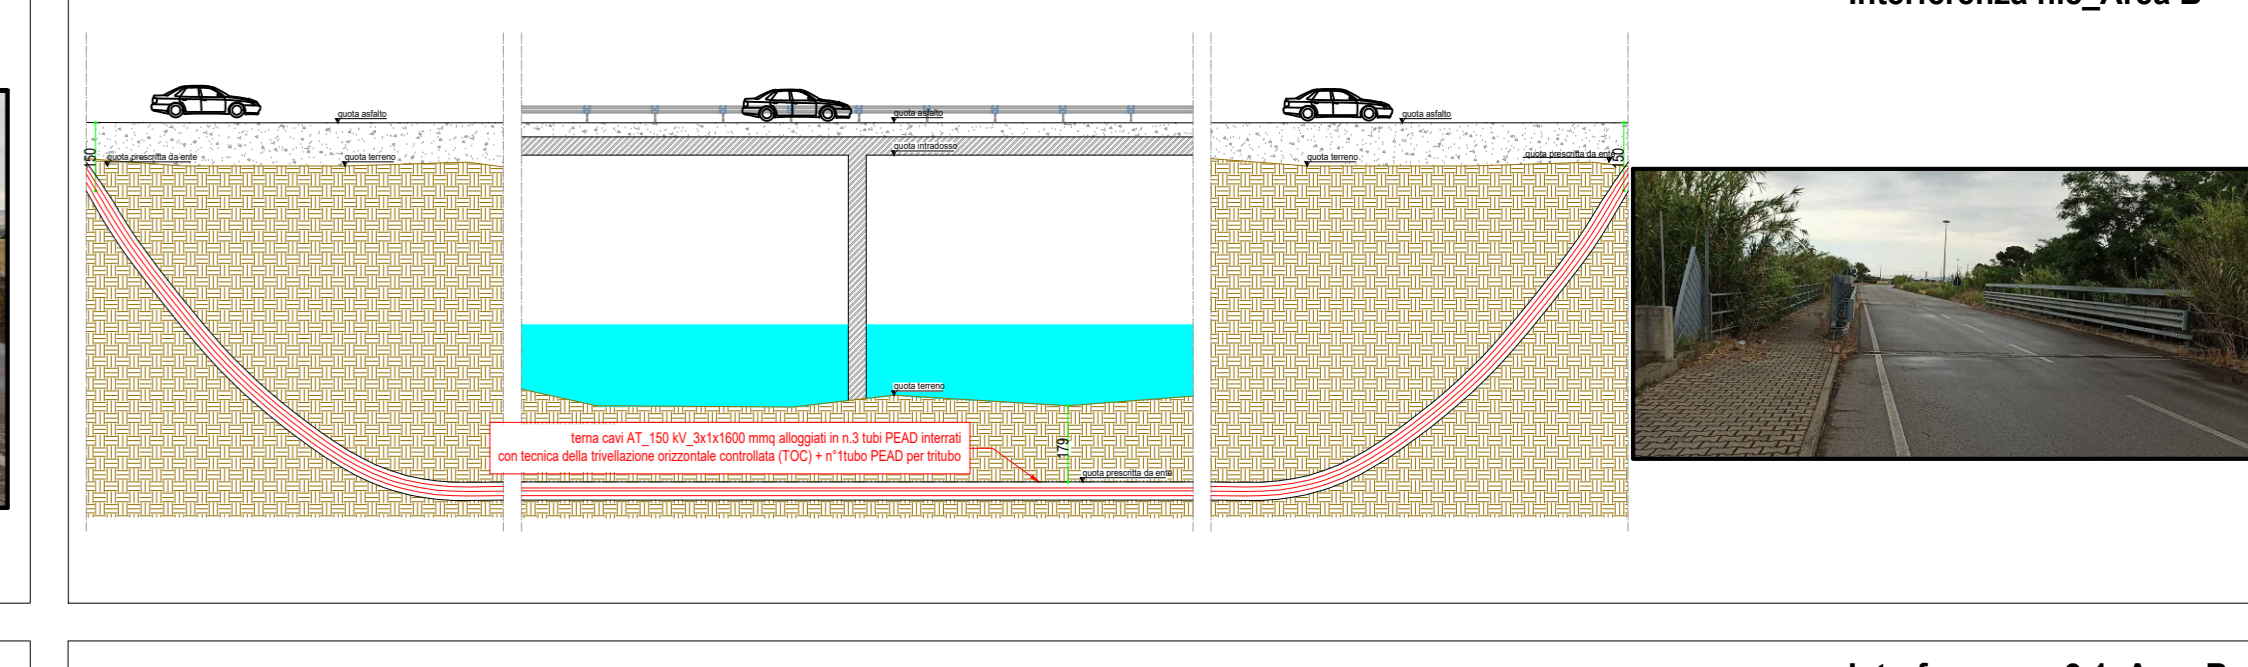 quota asfalto
quota asfalto
quota asfalto
150
quota prescritta da ente
quota terreno
quota intradosso
quota terreno
quota prescritta da ente
150
quota terreno
terna cavi AT_150 kV_3x1x1600 mmq alloggiati in n.3 tubi PEAD interrati
con tecnica della trivellazione orizzontale controllata (TOC) + n°1tubo PEAD per tritubo
179
quota prescritta da ente